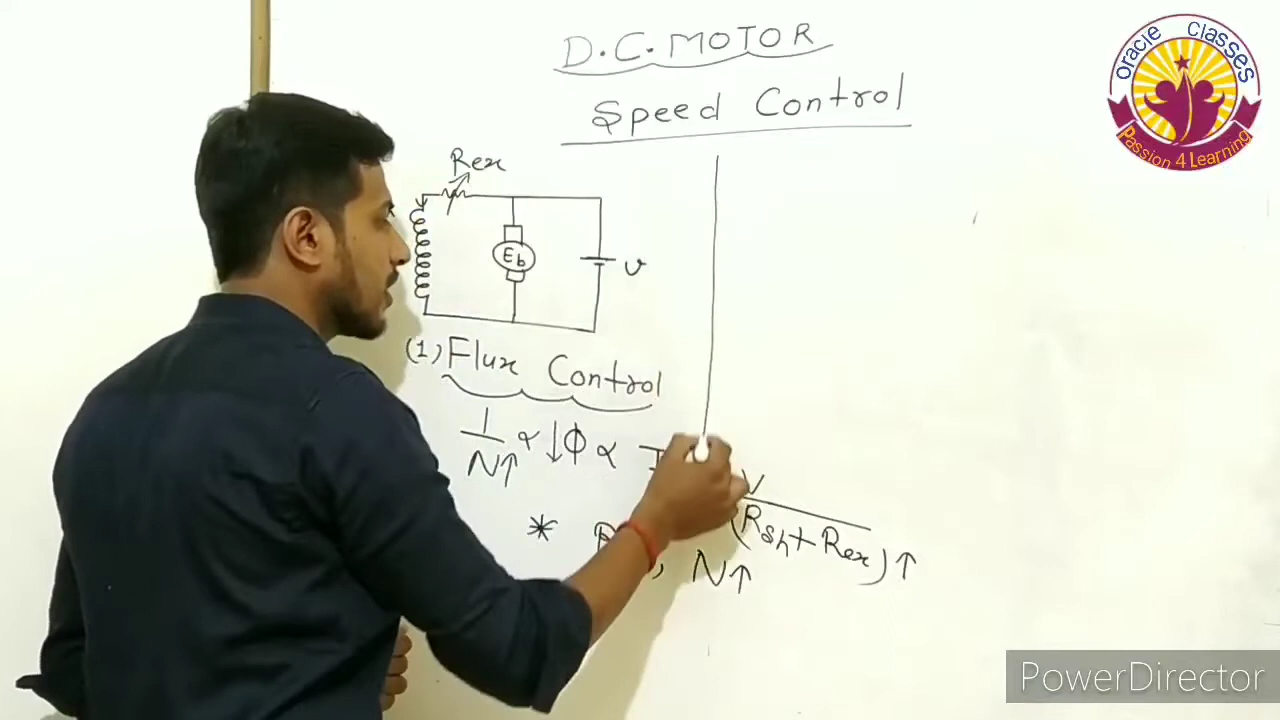 D.C. MOTOR
Speed Control
Rex
Eb
V
(1) Flux Control
1/N↑ ∝ ↓Φ ∝ I
V/(Rsh + Rex)↑
* R , N↑
Oracle Classes
Passion 4 Learning
PowerDirector